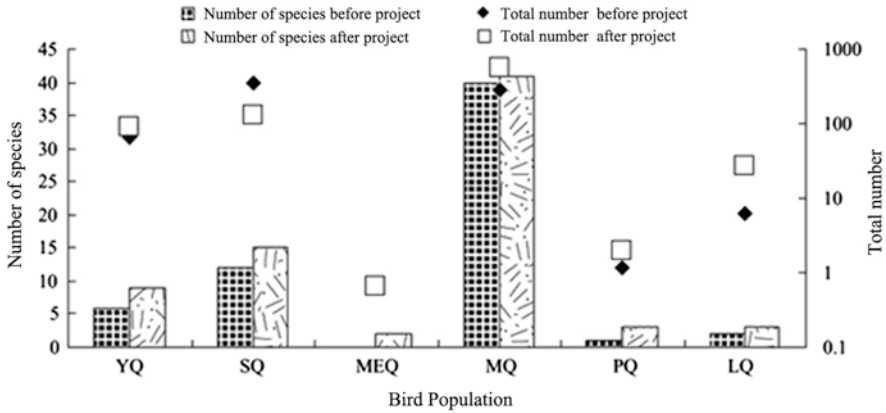 Number of species before project
Total number before project
Number of species after project
Total number after project
45
40
35
30
25
20
15
10
5
0
Number of species
1000
100
10
1
0.1
Total number
YQ SQ MEQ MQ PQ LQ
Bird Population